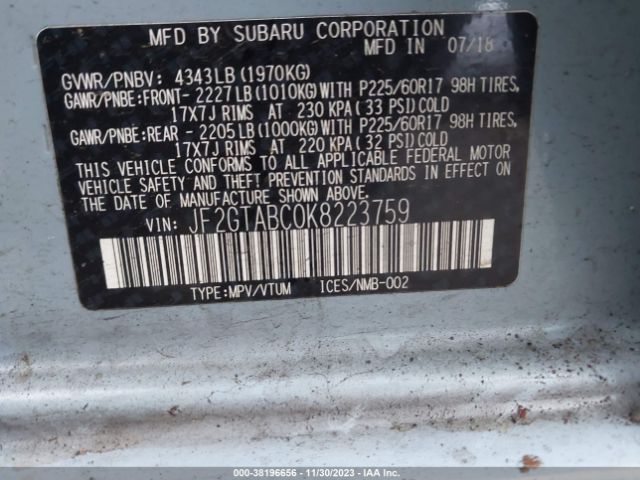 MFD BY SUBARU CORPORATION
MFD IN 07/18
GVWR/PNBV: 4343LB(1970KG)
GAWR/PNBE:FRONT-2227LB(1010KG)WITH P225/60R17 98H TIRES,
17X7J RIMS AT 230 KPA(33 PSI)COLD
GAWR/PNBE:REAR -2205LB(1000KG)WITH P225/60R17 98H TIRES,
17X7J RIMS AT 220 KPA(32 PSI)COLD
THIS VEHICLE CONFORMS TO ALL APPLICABLE FEDERAL MOTOR
VEHICLE SAFETY AND THEFT PREVENTION STANDARDS IN EFFECT
ON THE DATE OF MANUFACTURE SHOWN ABOVE.
VIN: JF2GTABC0K8223759
TYPE:MPV/VTUM ICES/NMB-002
000-38196656 - 11/30/2023 - IAA Inc.